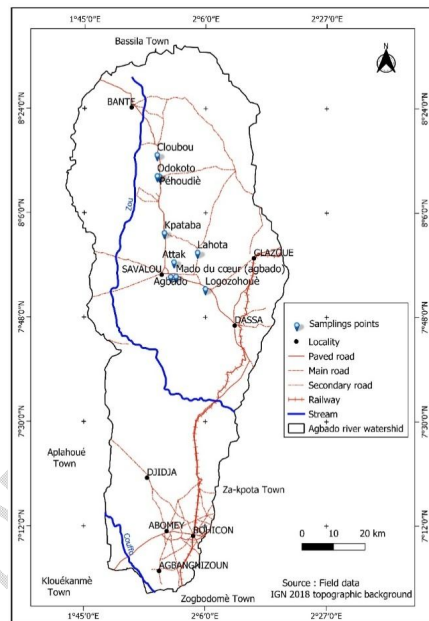 1°45'0"E 2°6'0"E 2°27'0"E
Bassila Town
N
8°24'0"N
8°24'0"N
BANTE
Cloubou
Odokoto
Péhoudiè
Zou
8°6'0"N
8°6'0"N
Kpataba
Lahota
GLAZOUE
Attak
Mado du cœur (agbado)
SAVALOU
Agbado
Logozohoué
7°48'0"N
7°48'0"N
DASSA
Samplings points
Locality
Paved road
Main road
Secondary road
Railway
Stream
Agbado river watershid
7°30'0"N
7°30'0"N
Aplahoué
Town
DJIDJA
Za-kpota Town
7°12'0"N
7°12'0"N
ABOMEY
BOHICON
Couffo
AGBANGNIZOUN
0 10 20 km
Klouékanmè
Town
Zogbodomè Town
Source : Field data
IGN 2018 topographic background
1°45'0"E 2°6'0"E 2°27'0"E